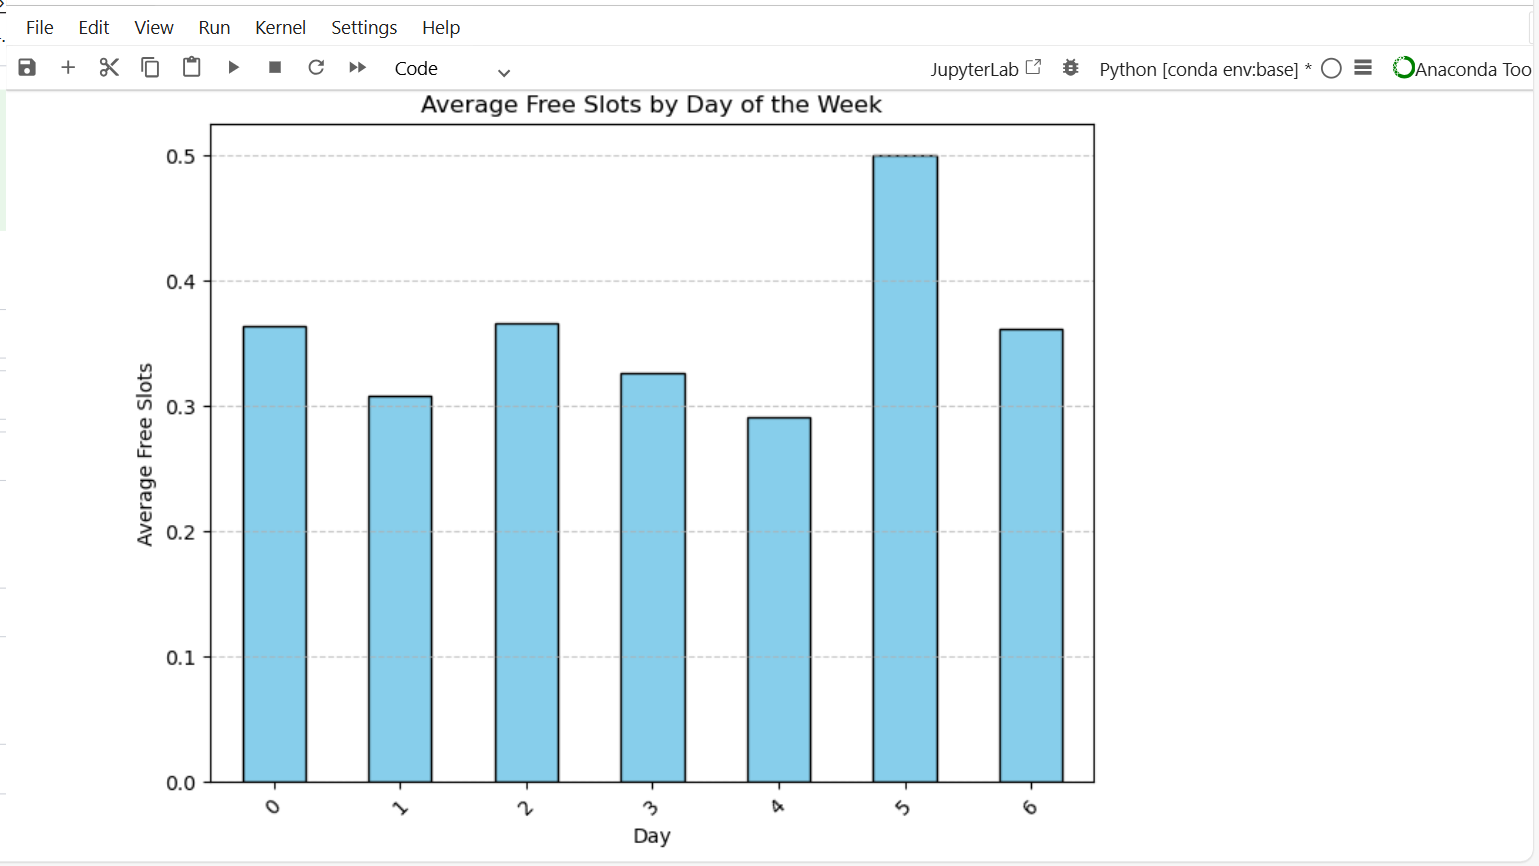 File Edit View Run Kernel Settings Help
Code JupyterLab Python [conda env:base] * Anaconda Too
Average Free Slots by Day of the Week
0.5
0.4
0.3
0.2
0.1
0.0
Average Free Slots
0 1 2 3 4 5 6
Day